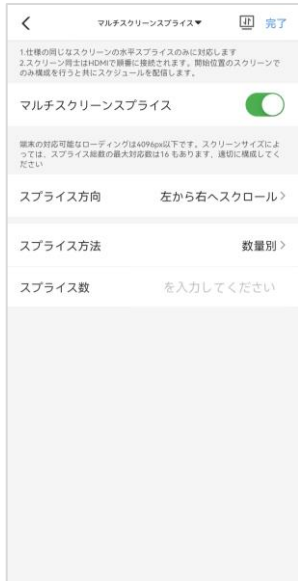 マルチスクリーンスプライス▼ 完了
1.仕様の同じなスクリーンの水平スプライスのみに対応します
2.スクリーン同士はHDMIで順番に接続されます。開始位置のスクリーンで
のみ構成を行うと共にスケジュールを配信します。
マルチスクリーンスプライス
端末の対応可能なローディングは4096px以下です。スクリーンサイズによ
っては、スプライス総数の最大対応数は16 もあります、適切に構成してく
ださい
スプライス方向 左から右へスクロール>
スプライス方法 数量別>
スプライス数 を入力してください